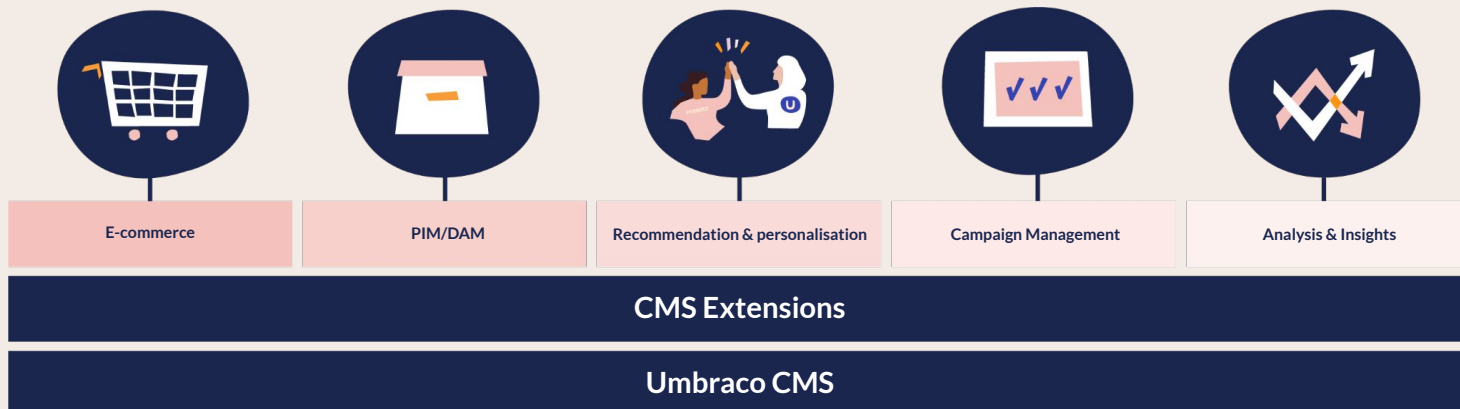 U
E-commerce
PIM/DAM
Recommendation & personalisation
Campaign Management
Analysis & Insights
CMS Extensions
Umbraco CMS